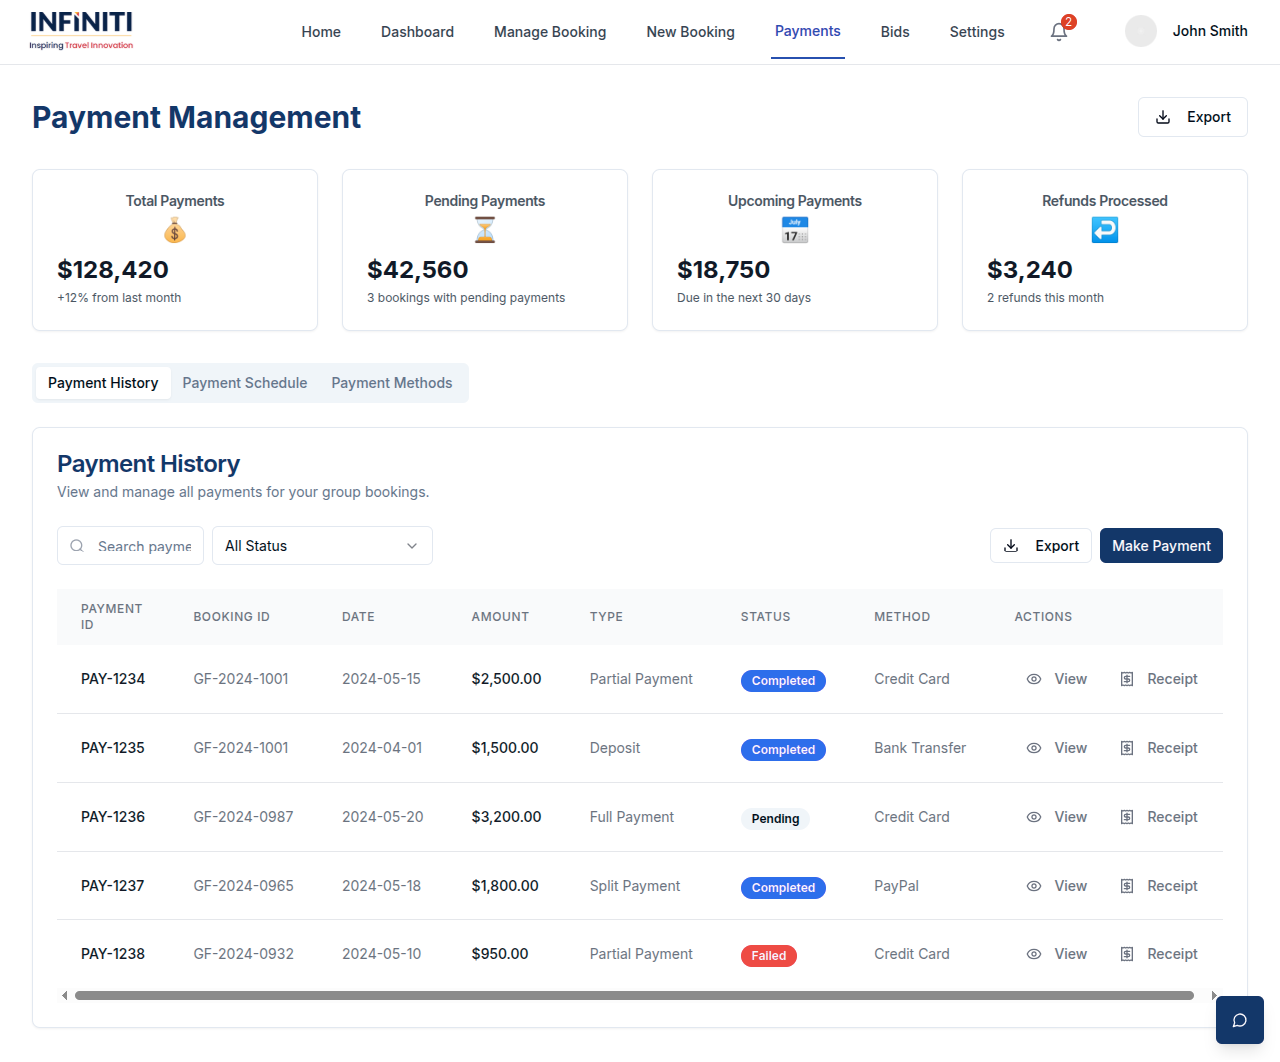 INFINITI
Inspiring Travel Innovation
Home
Dashboard
Manage Booking
New Booking
Payments
Bids
Settings
2
John Smith
Payment Management
Export
Total Payments
$128,420
+12% from last month
Pending Payments
$42,560
3 bookings with pending payments
Upcoming Payments
July
17
$18,750
Due in the next 30 days
Refunds Processed
$3,240
2 refunds this month
Payment History
Payment Schedule
Payment Methods
Payment History
View and manage all payments for your group bookings.
Search payme
All Status
Export
Make Payment
PAYMENT
ID
BOOKING ID
DATE
AMOUNT
TYPE
STATUS
METHOD
ACTIONS
PAY-1234 GF-2024-1001 2024-05-15 $2,500.00 Partial Payment Completed Credit Card View Receipt
PAY-1235 GF-2024-1001 2024-04-01 $1,500.00 Deposit Completed Bank Transfer View Receipt
PAY-1236 GF-2024-0987 2024-05-20 $3,200.00 Full Payment Pending Credit Card View Receipt
PAY-1237 GF-2024-0965 2024-05-18 $1,800.00 Split Payment Completed PayPal View Receipt
PAY-1238 GF-2024-0932 2024-05-10 $950.00 Partial Payment Failed Credit Card View Receipt